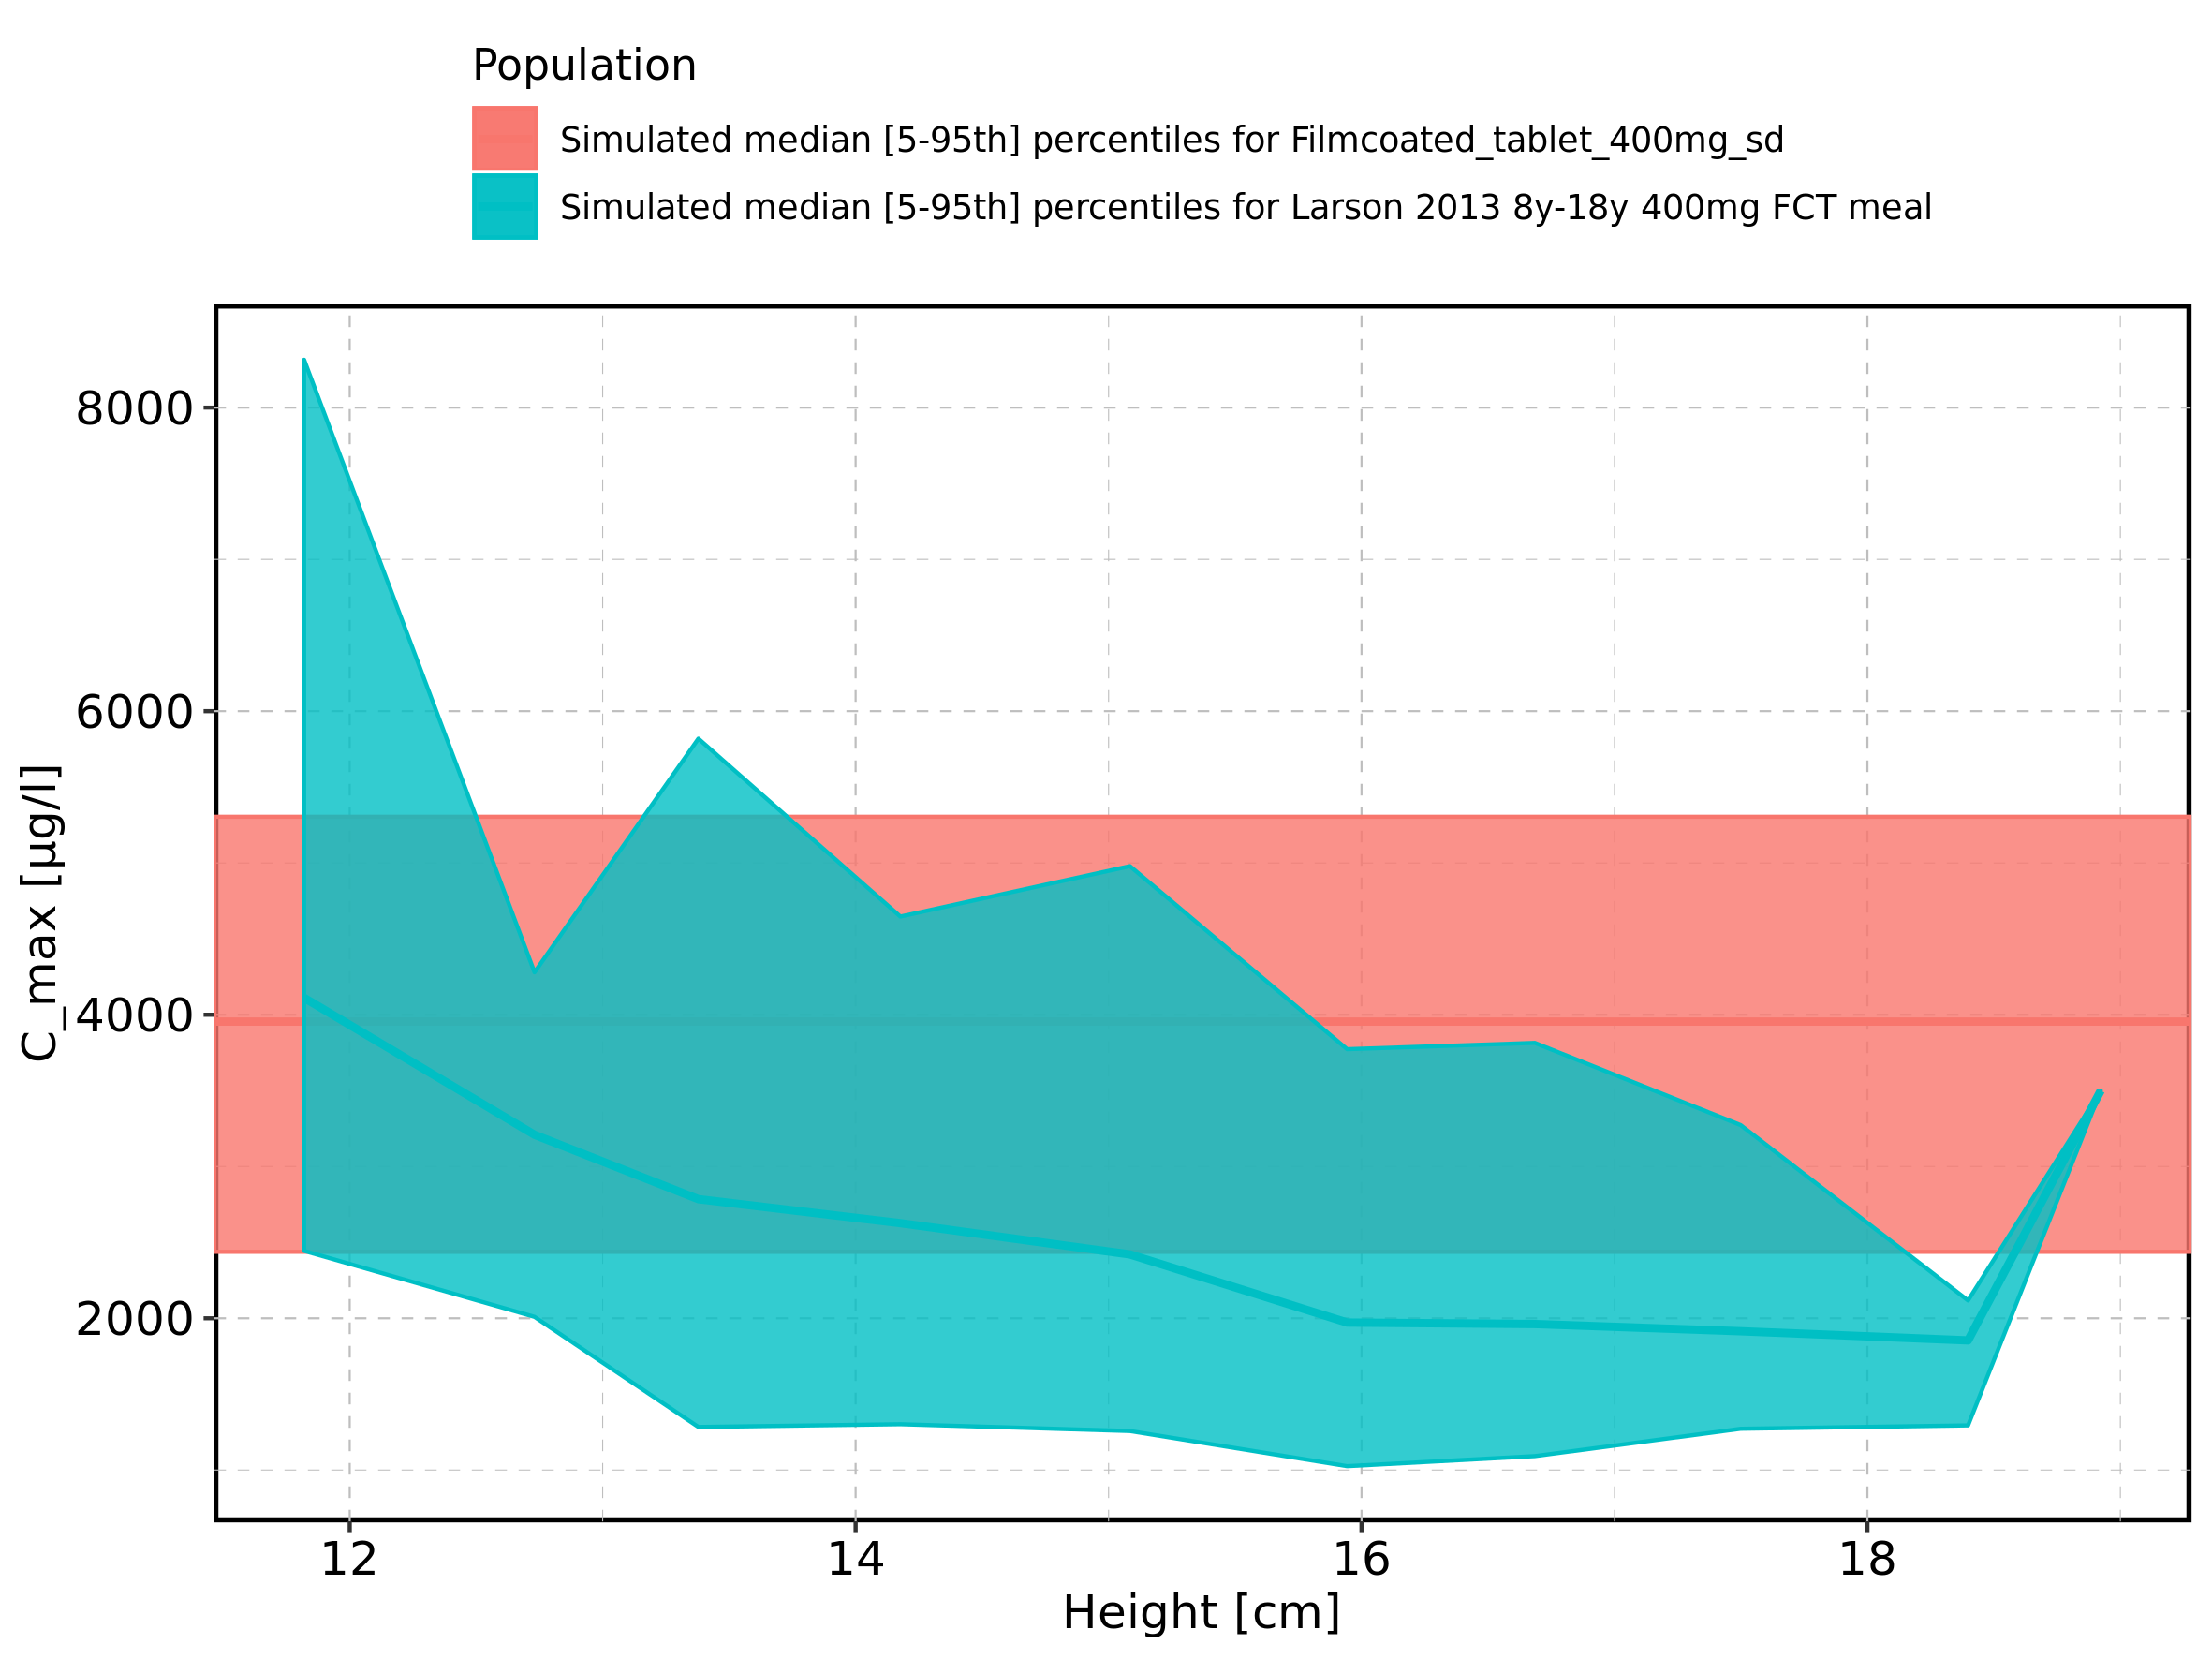 Population
Simulated median [5-95th] percentiles for Filmcoated_tablet_400mg_sd
Simulated median [5-95th] percentiles for Larson 2013 8y-18y 400mg FCT meal
8000
6000
4000
2000
C_max [µg/l]
12
14
16
18
Height [cm]